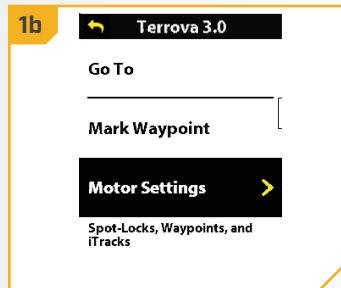 1b
Terrova 3.0
Go To
Mark Waypoint
Motor Settings
Spot-Locks, Waypoints, and
iTracks